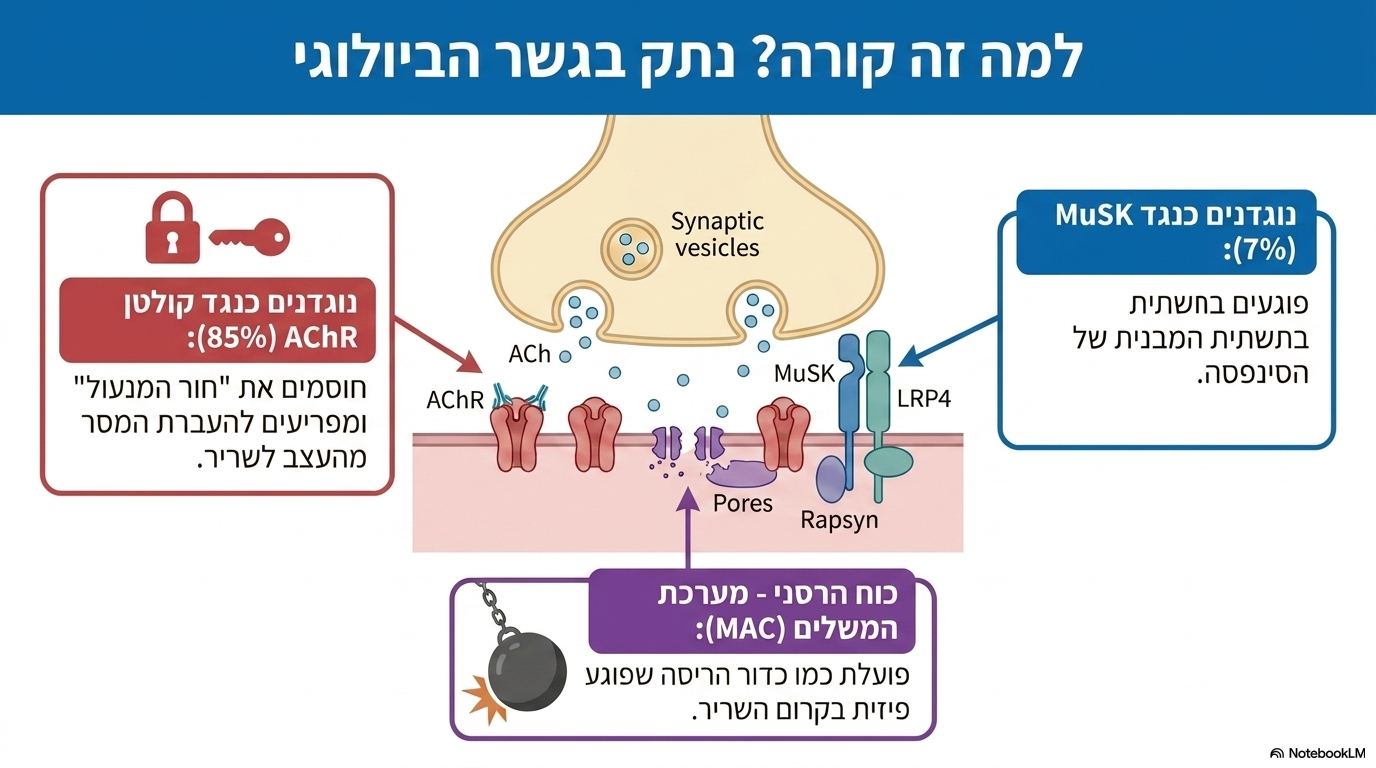 למה זה קורה? נתק בגשר הביולוגי
נוגדנים כנגד MuSK
(7%):
פוגעים בחשתית
בתשתית המבנית של
הסינפסה.
Synaptic
vesicles
ACh
AChR
MuSK
LRP4
Pores
Rapsyn
נוגדנים כנגד קולטן
AChR (85%):
חוסמים את "חור המנעול"
ומפריעים להעברת המסר
מהעצב לשריר.
כוח הרסני - מערכת
המשלים (MAC):
פועלת כמו כדור הריסה שפוגע
פיזית בקרום השריר.
NotebookLM